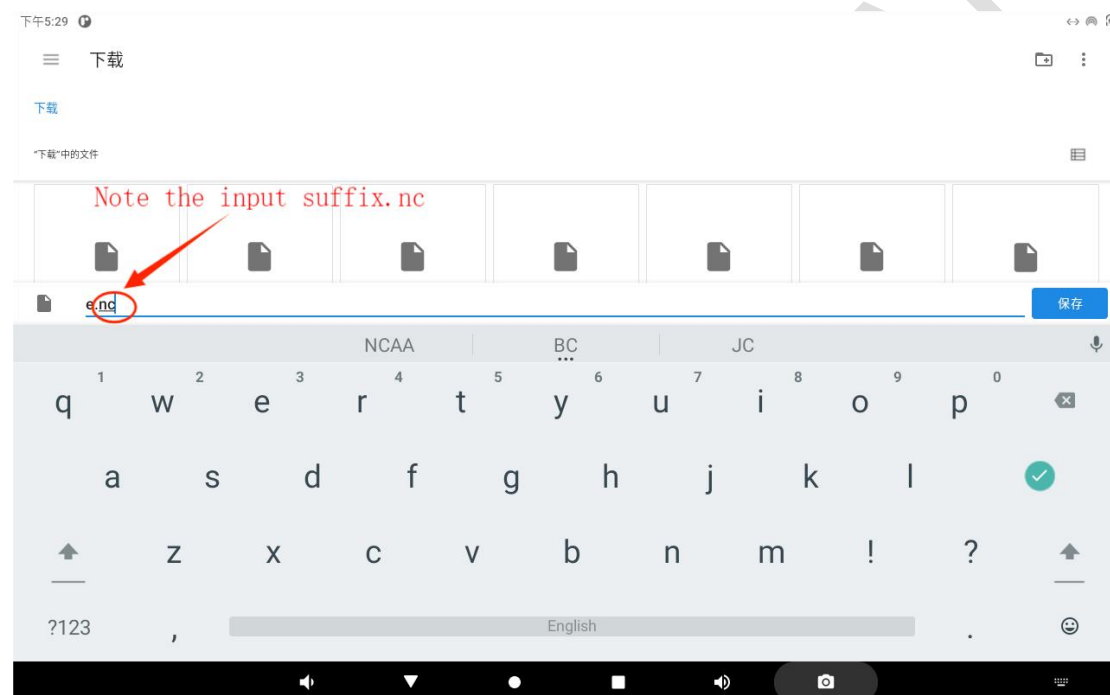 下午5:29
下载
下载
“下载”中的文件
Note the input suffix.nc
e.nc
保存
NCAA BC JC
1 2 3 4 5 6 7 8 9 0
q w e r t y u i o p
a s d f g h j k l
z x c v b n m ! ?
?123 , English .